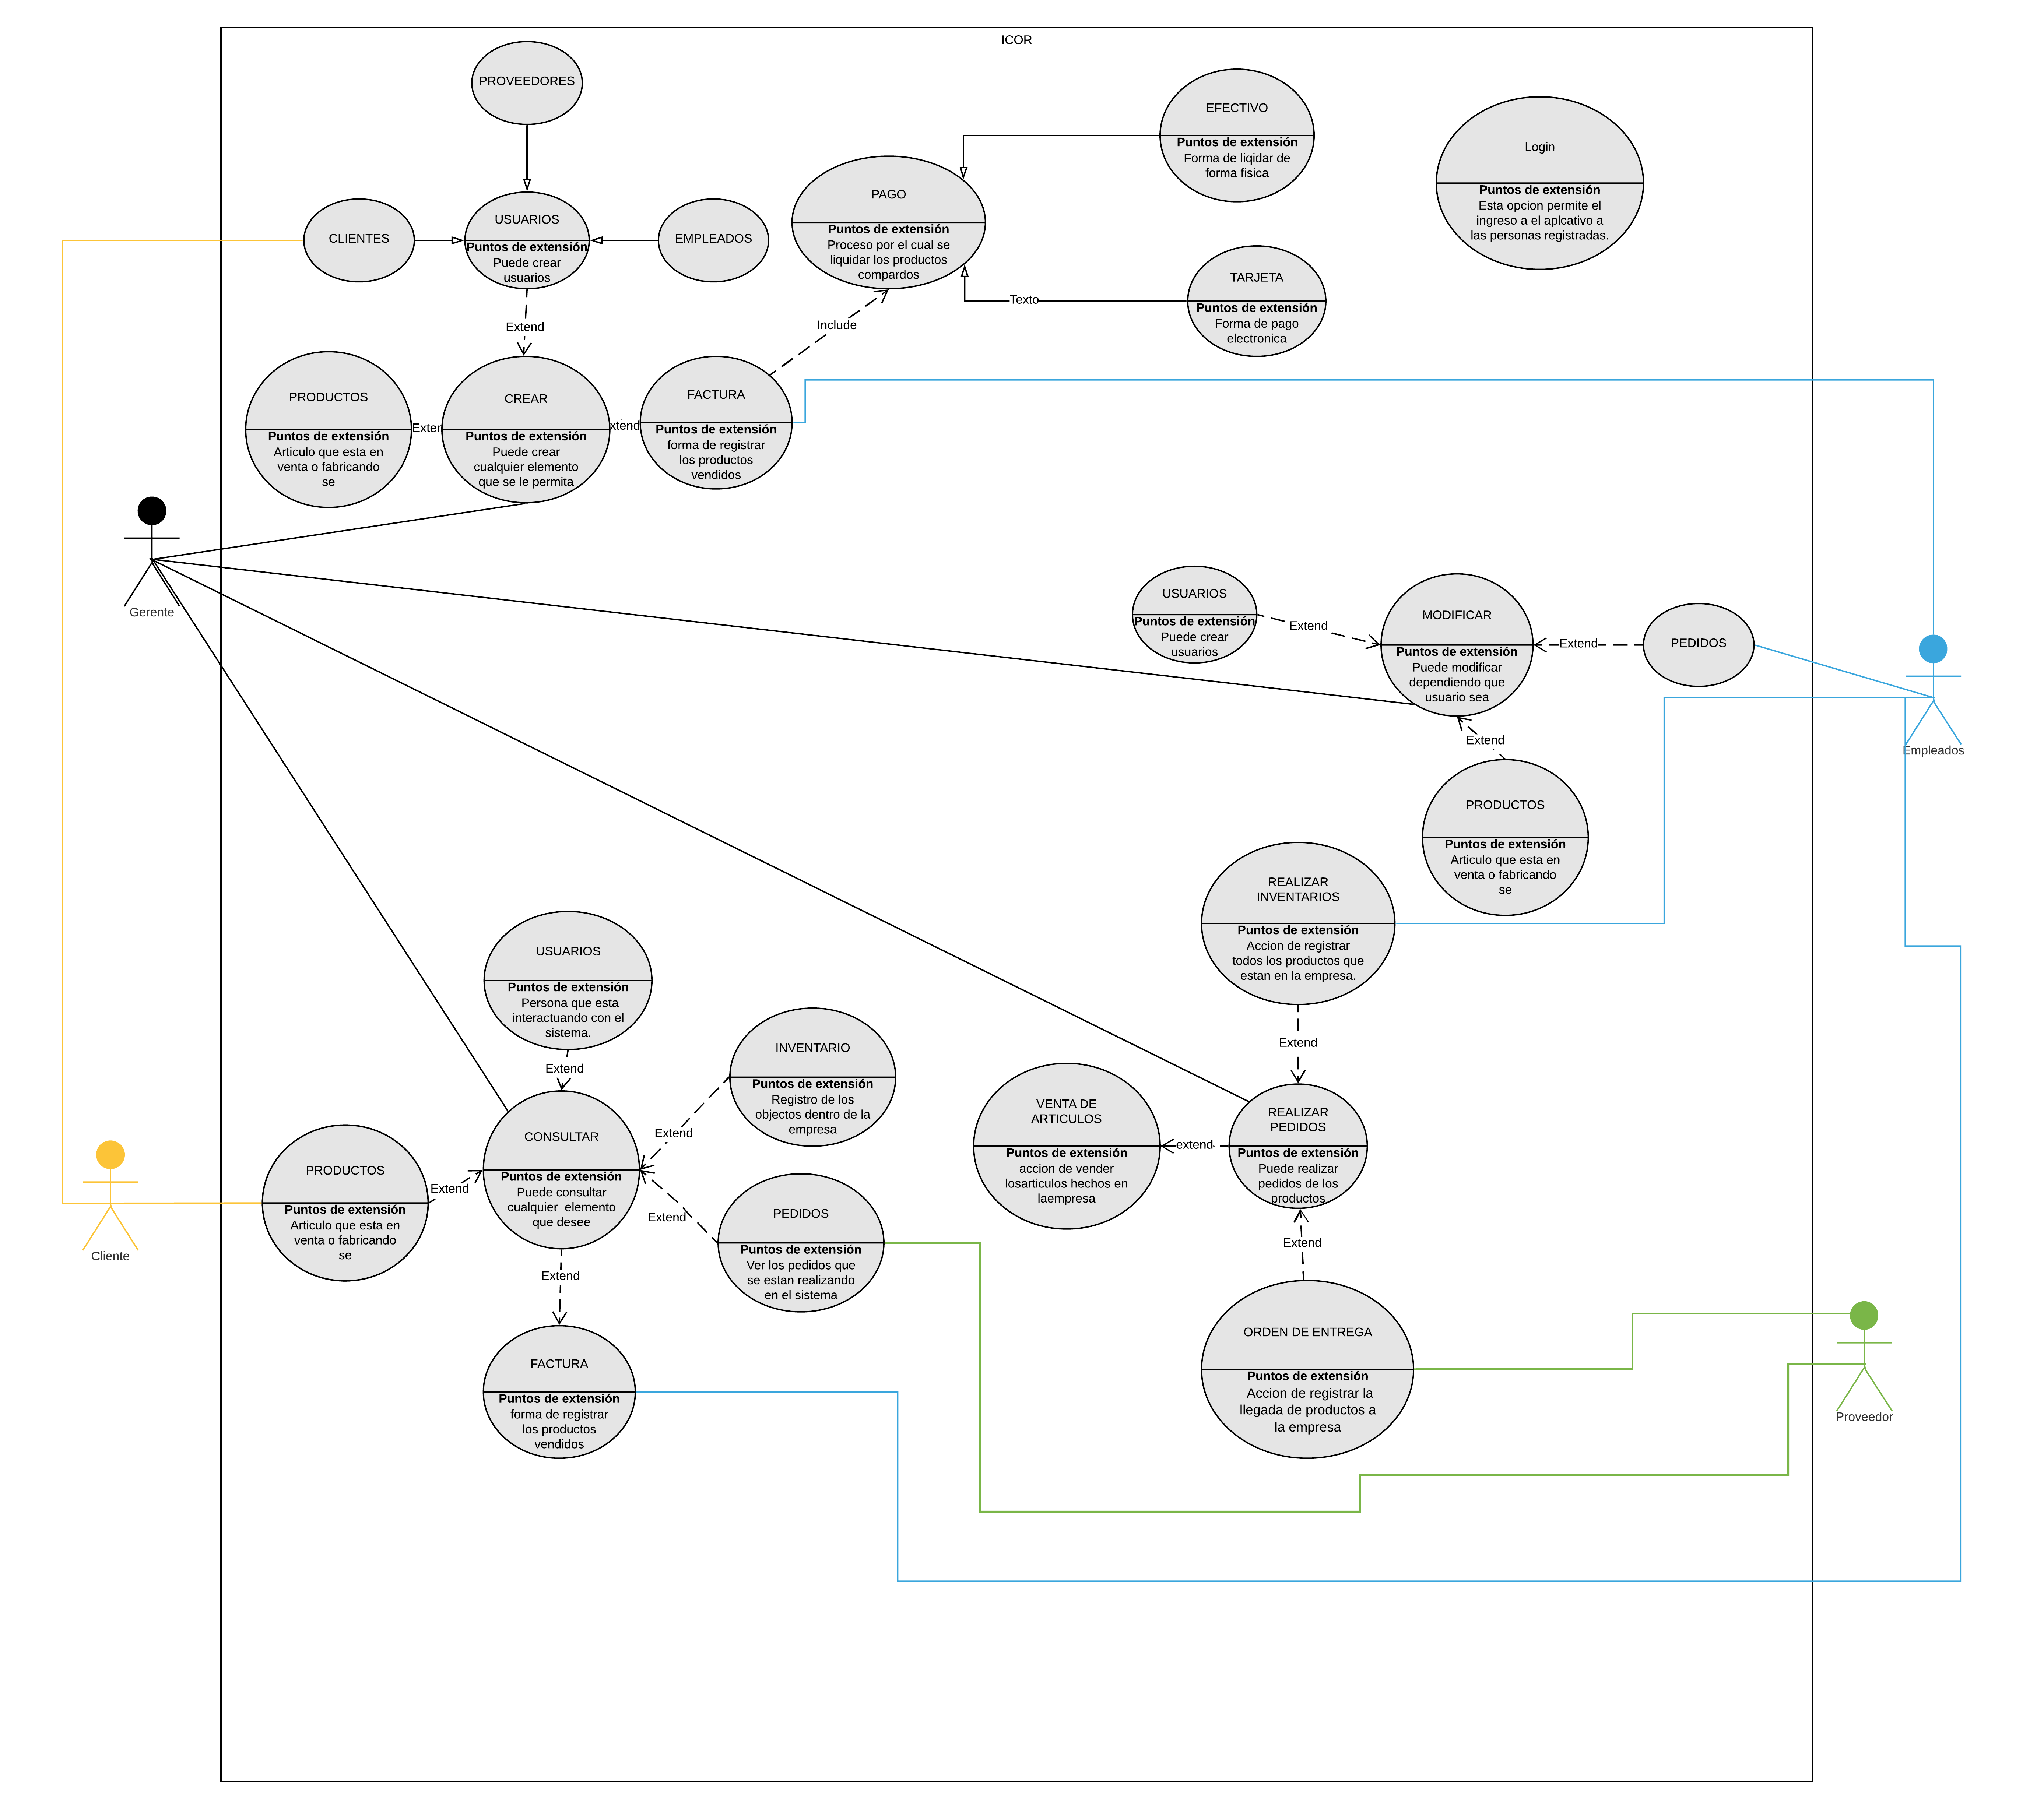 ICOR
PROVEEDORES
CLIENTES
USUARIOS
Puntos de extensión
Puede crear
usuarios
EMPLEADOS
PAGO
Puntos de extensión
Proceso por el cual se
liquidar los productos
compardos
EFECTIVO
Puntos de extensión
Forma de liqidar de
forma fisica
TARJETA
Puntos de extensión
Forma de pago
electronica
Texto
Login
Puntos de extensión
Esta opcion permite el
ingreso a el aplcativo a
las personas registradas.
Extend
Include
PRODUCTOS
Puntos de extensión
Articulo que esta en
venta o fabricando
se
Exter
CREAR
Puntos de extensión
Puede crear
cualquier elemento
que se le permita
xtend
FACTURA
Puntos de extensión
forma de registrar
los productos
vendidos
Gerente
USUARIOS
Puntos de extensión
Puede crear
usuarios
Extend
MODIFICAR
Puntos de extensión
Puede modificar
dependiendo que
usuario sea
Extend
PEDIDOS
Empleados
Extend
PRODUCTOS
Puntos de extensión
Articulo que esta en
venta o fabricando
se
REALIZAR
INVENTARIOS
Puntos de extensión
Accion de registrar
todos los productos que
estan en la empresa.
Extend
USUARIOS
Puntos de extensión
Persona que esta
interactuando con el
sistema.
Extend
INVENTARIO
Puntos de extensión
Registro de los
objectos dentro de la
empresa
Extend
CONSULTAR
Puntos de extensión
Puede consultar
cualquier elemento
que desee
PRODUCTOS
Puntos de extensión
Articulo que esta en
venta o fabricando
se
Extend
Cliente
PEDIDOS
Puntos de extensión
Ver los pedidos que
se estan realizando
en el sistema
Extend
Extend
FACTURA
Puntos de extensión
forma de registrar
los productos
vendidos
VENTA DE
ARTICULOS
Puntos de extensión
accion de vender
losarticulos hechos en
laempresa
extend
REALIZAR
PEDIDOS
Puntos de extensión
Puede realizar
pedidos de los
productos
Extend
ORDEN DE ENTREGA
Puntos de extensión
Accion de registrar la
llegada de productos a
la empresa
Proveedor